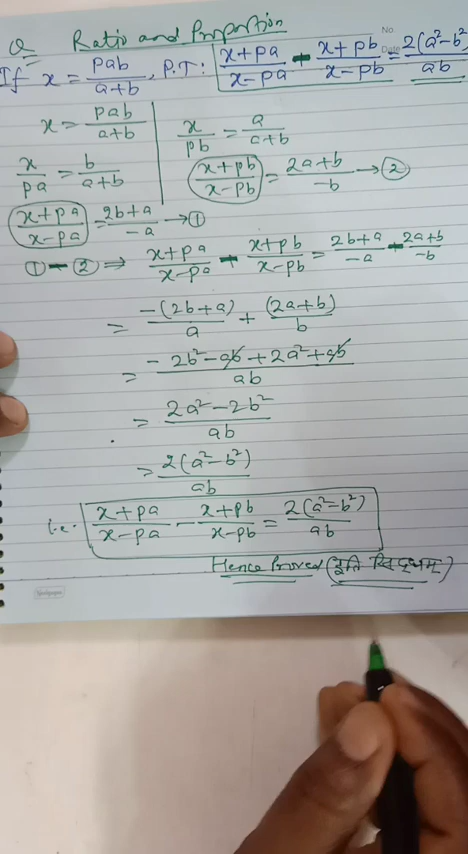 Q Ratio and Proportion
No
Date
If x = pab/(a+b), P.T: (x+pa)/(x-pa) - (x+pb)/(x-pb) = 2(a²-b²)/ab
x = pab/(a+b)
x/pa = b/(a+b)
(x+pa)/(x-pa) = (2b+a)/-a → ①
x/pb = a/(a+b)
(x+pb)/(x-pb) = (2a+b)/-b → ②
① - ② ⇒ (x+pa)/(x-pa) - (x+pb)/(x-pb) = (2b+a)/-a - (2a+b)/-b
= -(2b+a)/a + (2a+b)/b
= (-2b²-ab+2a²+ab)/ab
= (2a²-2b²)/ab
= 2(a²-b²)/ab
i.e. (x+pa)/(x-pa) - (x+pb)/(x-pb) = 2(a²-b²)/ab
Hence Proved (इति सिद्धम्)